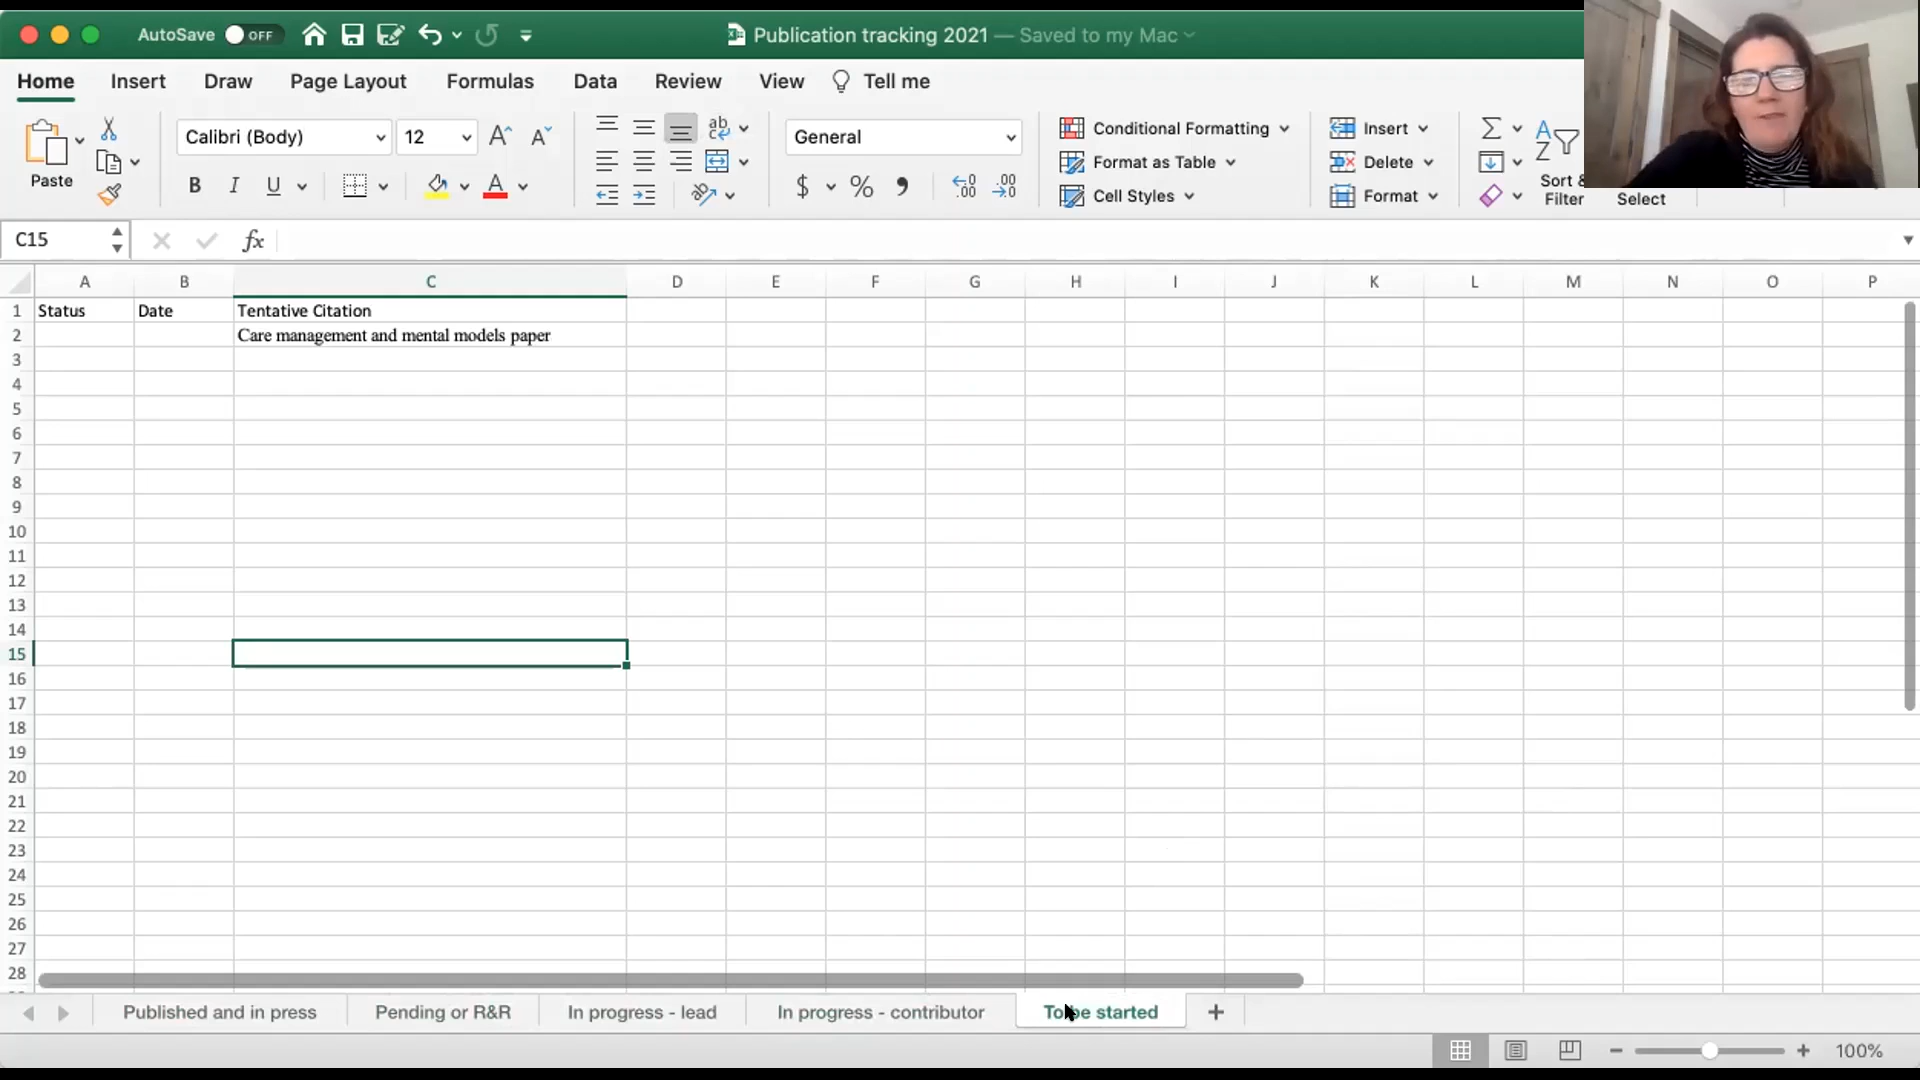 AutoSave OFF Publication tracking 2021 — Saved to my Mac
Home Insert Draw Page Layout Formulas Data Review View Tell me
Paste
Calibri (Body) 12
B I U A
ab c
General
$ % ,
Conditional Formatting
Format as Table
Cell Styles
Insert
Delete
Format
Sort &
Filter
Select
C15 fx
A B C D E F G H I J K L M N O P
1 Status Date Tentative Citation
2 Care management and mental models paper
3
4
5
6
7
8
9
10
11
12
13
14
15
16
17
18
19
20
21
22
23
24
25
26
27
28
Published and in press Pending or R&R In progress - lead In progress - contributor To be started +
100%